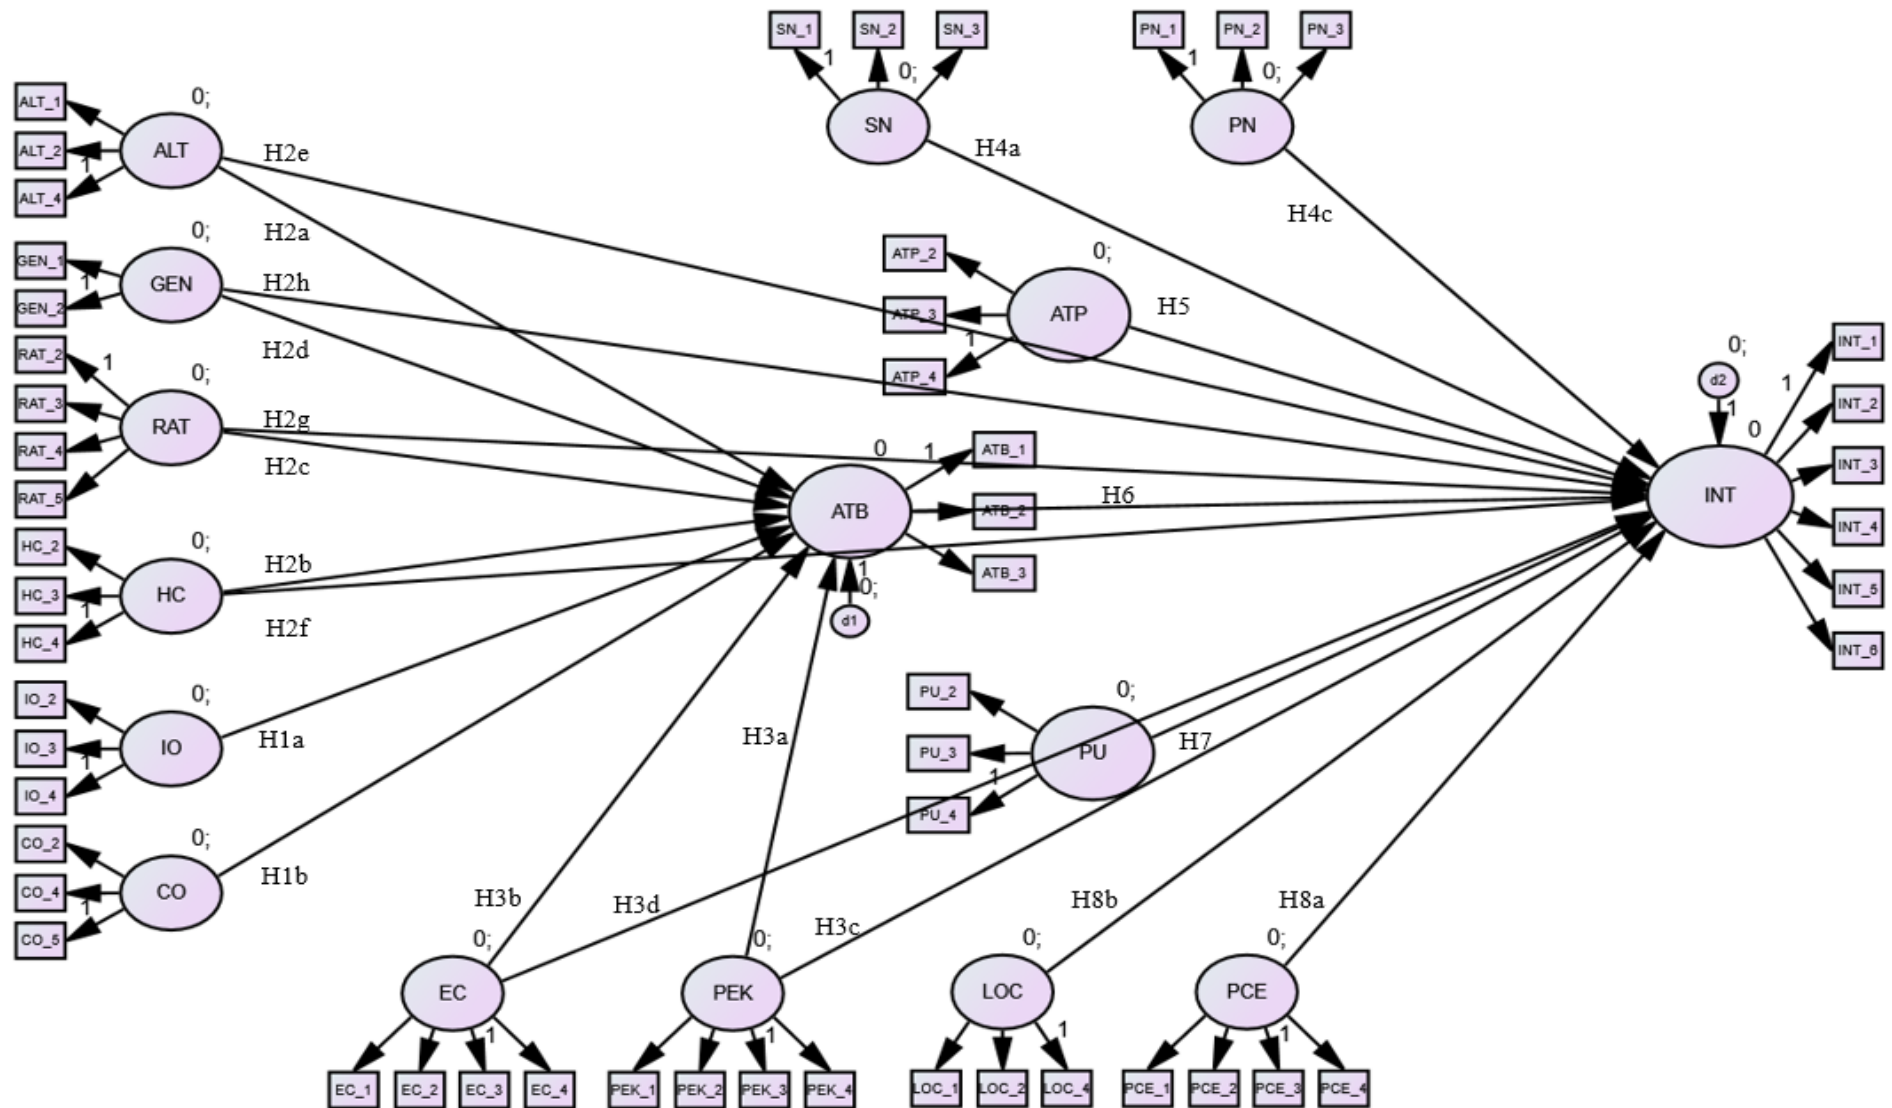 SN_1
SN_2
SN_3
1
0;
SN
PN_1
PN_2
PN_3
1
0;
PN
ALT_1
ALT_2
ALT_4
1
0;
ALT
H2e
H2a
H4a
H4c
GEN_1
GEN_2
1
0;
GEN
H2h
H2d
ATP_2
ATP_3
ATP_4
1
0;
ATP
H5
RAT_2
RAT_3
RAT_4
RAT_5
1
0;
RAT
H2g
H2c
0
ATB
1
ATB_1
ATB_2
ATB_3
H6
1
0;
d1
0;
d2
1
0
INT
1
INT_1
INT_2
INT_3
INT_4
INT_5
INT_6
HC_2
HC_3
HC_4
1
0;
HC
H2b
H2f
IO_2
IO_3
IO_4
1
0;
IO
H1a
H3a
PU_2
PU_3
PU_4
1
0;
PU
H7
CO_2
CO_4
CO_5
1
0;
CO
H1b
H3b
H3d
H3c
H8b
H8a
0;
EC
1
EC_1
EC_2
EC_3
EC_4
0;
PEK
1
PEK_1
PEK_2
PEK_3
PEK_4
0;
LOC
1
LOC_1
LOC_2
LOC_4
0;
PCE
1
PCE_1
PCE_2
PCE_3
PCE_4